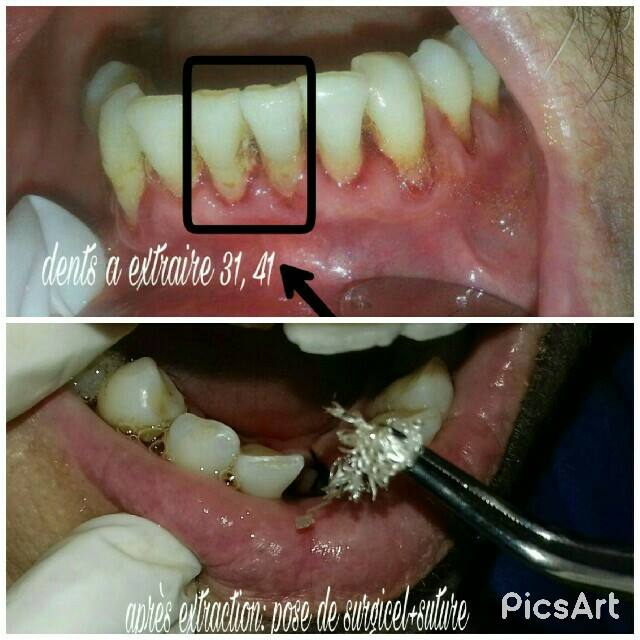 dents a extraire 31, 41
après extraction: pose de surgicel+suture
PicsArt